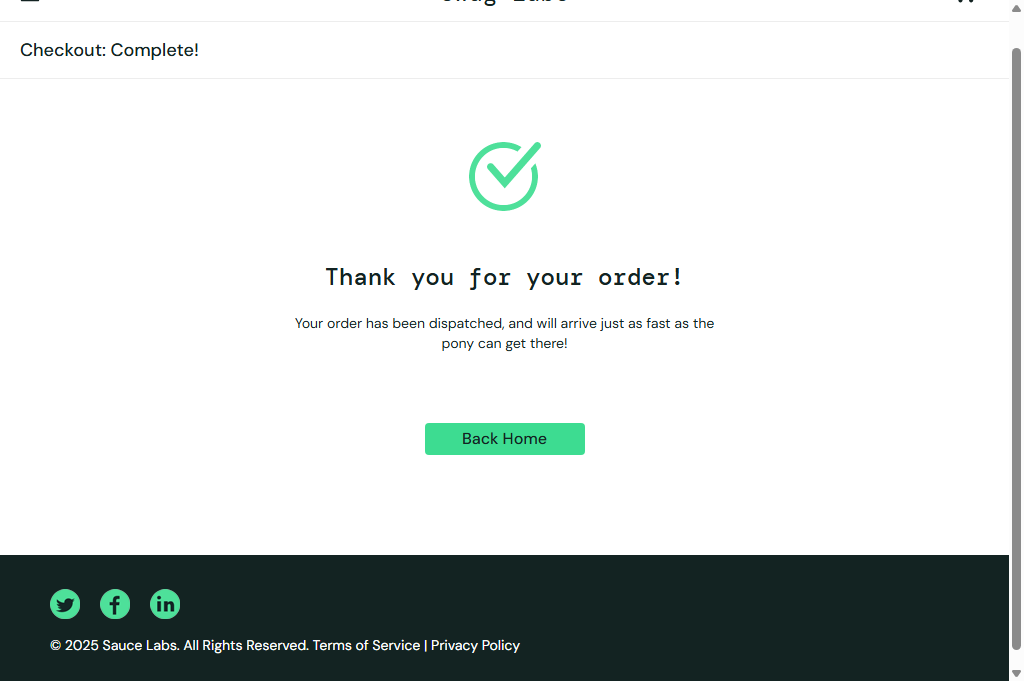 Checkout: Complete!
Thank you for your order!
Your order has been dispatched, and will arrive just as fast as the
pony can get there!
Back Home
© 2025 Sauce Labs. All Rights Reserved. Terms of Service | Privacy Policy